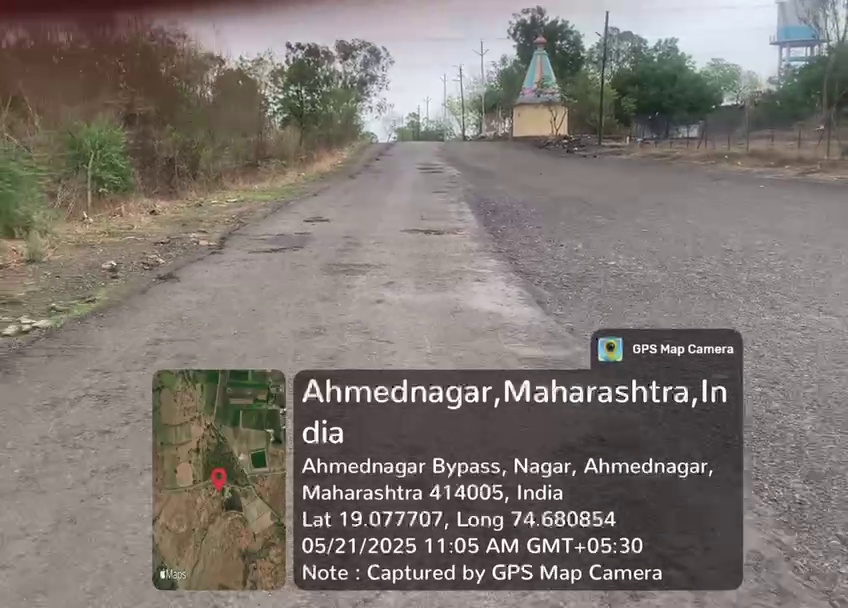 GPS Map Camera
Ahmednagar,Maharashtra,In
dia
Ahmednagar Bypass, Nagar, Ahmednagar,
Maharashtra 414005, India
Lat 19.077707, Long 74.680854
05/21/2025 11:05 AM GMT+05:30
Note : Captured by GPS Map Camera
Maps